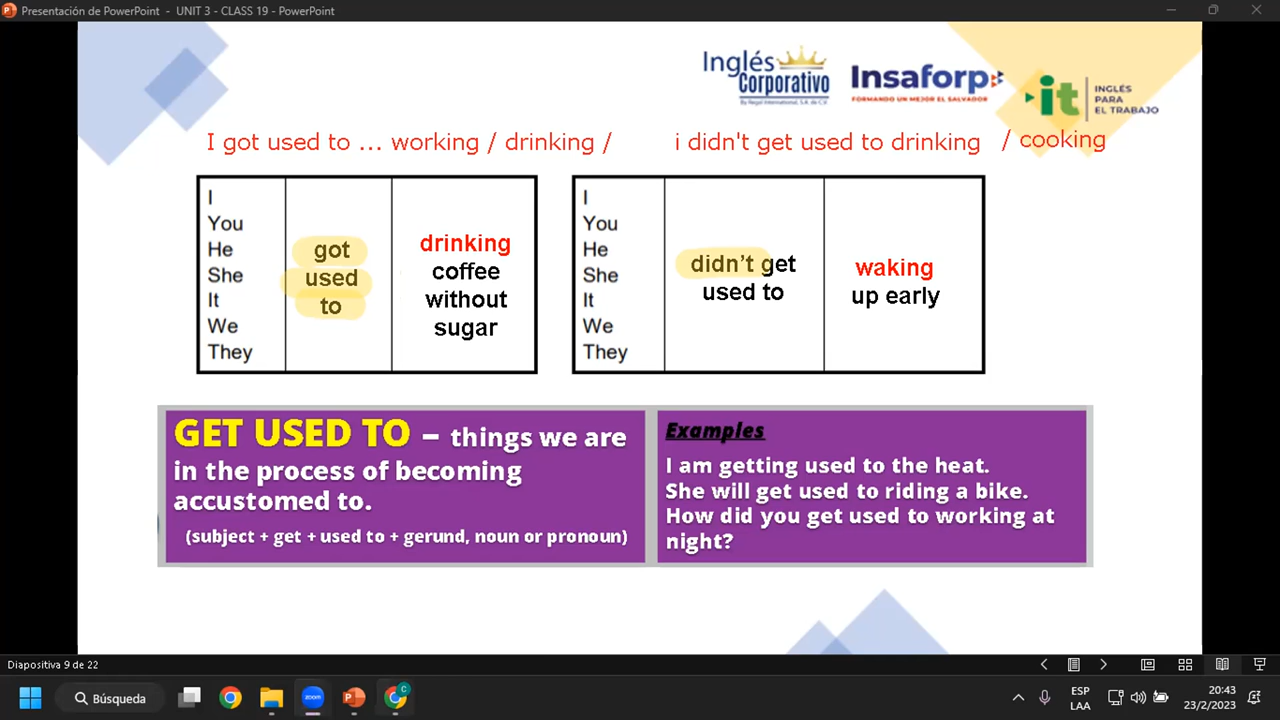 Presentación de PowerPoint - UNIT 3 - CLASS 19 - PowerPoint
Inglés
Corporativo
By Regal International, S.A. de C.V.
Insaforp
FORMANDO UN MEJOR EL SALVADOR
it
INGLÉS
PARA
EL TRABAJO
I got used to ... working / drinking /
i didn't get used to drinking / cooking
I
You
He
She
It
We
They
got
used
to
drinking
coffee
without
sugar
I
You
He
She
It
We
They
didn’t get
used to
waking
up early
GET USED TO – things we are
in the process of becoming
accustomed to.
(subject + get + used to + gerund, noun or pronoun)
Examples
I am getting used to the heat.
She will get used to riding a bike.
How did you get used to working at
night?
Diapositiva 9 de 22
Búsqueda
ESP
LAA
20:43
23/2/2023